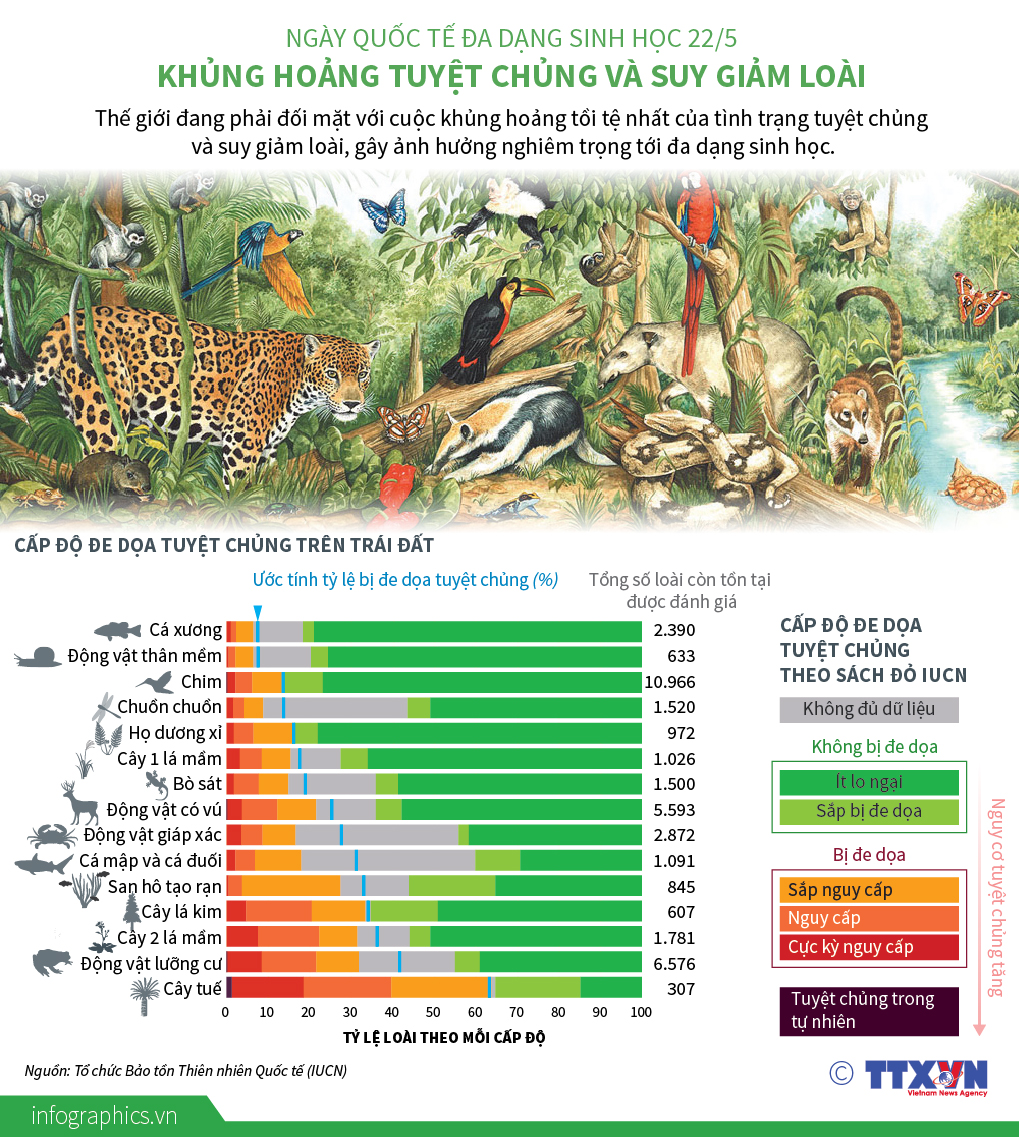 NGÀY QUỐC TẾ ĐA DẠNG SINH HỌC 22/5
KHỦNG HOẢNG TUYỆT CHỦNG VÀ SUY GIẢM LOÀI
Thế giới đang phải đối mặt với cuộc khủng hoảng tồi tệ nhất của tình trạng tuyệt chủng
và suy giảm loài, gây ảnh hưởng nghiêm trọng tới đa dạng sinh học.
CẤP ĐỘ ĐE DỌA TUYỆT CHỦNG TRÊN TRÁI ĐẤT
Ước tính tỷ lệ bị đe dọa tuyệt chủng (%)
Tổng số loài còn tồn tại
được đánh giá
Cá xương 2.390
Động vật thân mềm 633
Chim 10.966
Chuồn chuồn 1.520
Họ dương xỉ 972
Cây 1 lá mầm 1.026
Bò sát 1.500
Động vật có vú 5.593
Động vật giáp xác 2.872
Cá mập và cá đuối 1.091
San hô tạo rạn 845
Cây lá kim 607
Cây 2 lá mầm 1.781
Động vật lưỡng cư 6.576
Cây tuế 307
0 10 20 30 40 50 60 70 80 90 100
TỶ LỆ LOÀI THEO MỖI CẤP ĐỘ
CẤP ĐỘ ĐE DỌA
TUYỆT CHỦNG
THEO SÁCH ĐỎ IUCN
Không đủ dữ liệu
Không bị đe dọa
Ít lo ngại
Sắp bị đe dọa
Bị đe dọa
Sắp nguy cấp
Nguy cấp
Cực kỳ nguy cấp
Tuyệt chủng trong
tự nhiên
Nguy cơ tuyệt chủng tăng
Nguồn: Tổ chức Bảo tồn Thiên nhiên Quốc tế (IUCN)
© TTXVN
Vietnam News Agency
infographics.vn